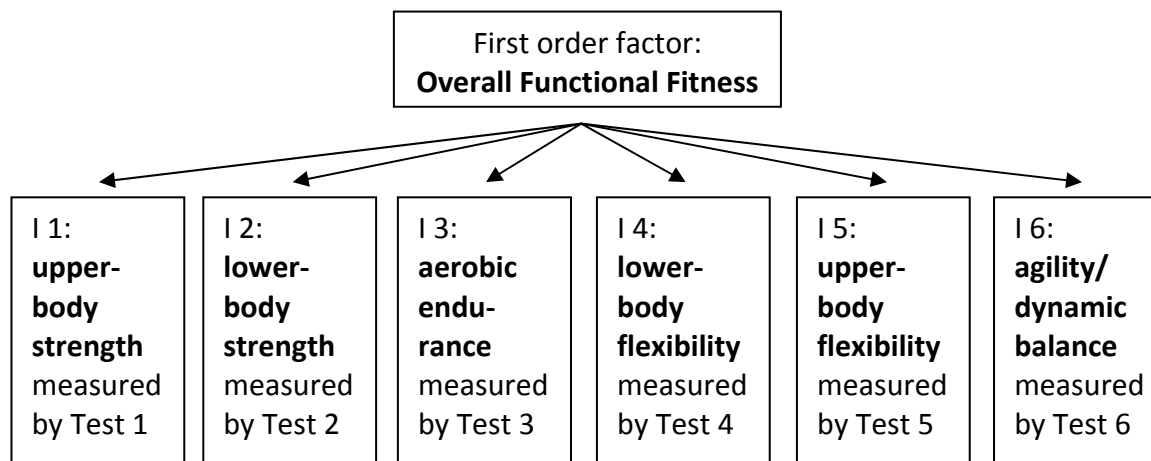 First order factor:
Overall Functional Fitness
I 1:
upper-
body
strength
measured
by Test 1
I 2:
lower-
body
strength
measured
by Test 2
I 3:
aerobic
endu-
rance
measured
by Test 3
I 4:
lower-
body
flexibility
measured
by Test 4
I 5:
upper-
body
flexibility
measured
by Test 5
I 6:
agility/
dynamic
balance
measured
by Test 6